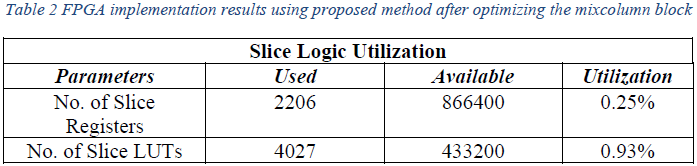 Table 2 FPGA implementation results using proposed method after optimizing the mixcolumn block
Slice Logic Utilization
Parameters Used Available Utilization
No. of Slice Registers 2206 866400 0.25%
No. of Slice LUTs 4027 433200 0.93%